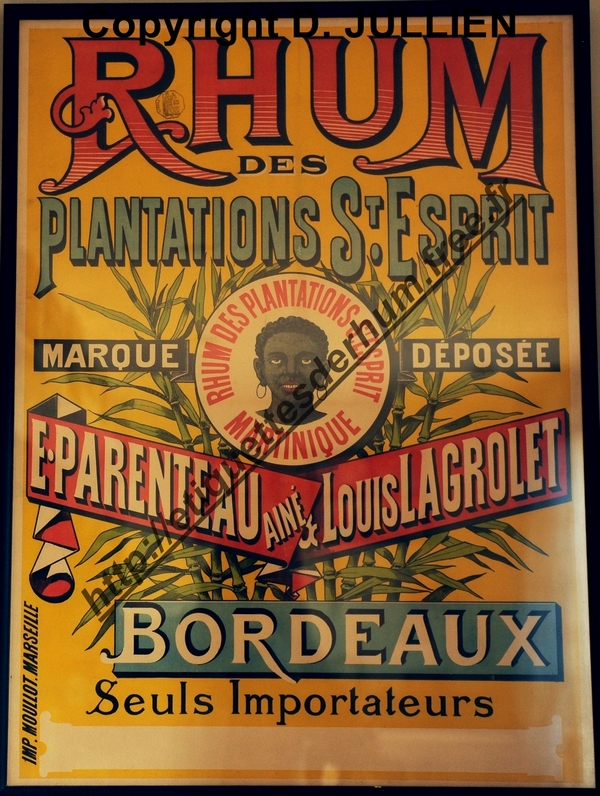 Copyright D. JULLIEN
RHUM
DES
PLANTATIONS ST. ESPRIT
RHUM DES PLANTATIONS ST ESPRIT
MARQUE DÉPOSÉE
MARTINIQUE
E. PARENTEAU AINÉ & LOUIS LAGROLET
http://etiquettesderhum.free.fr
BORDEAUX
Seuls Importateurs
IMP. MOULLOT. MARSEILLE